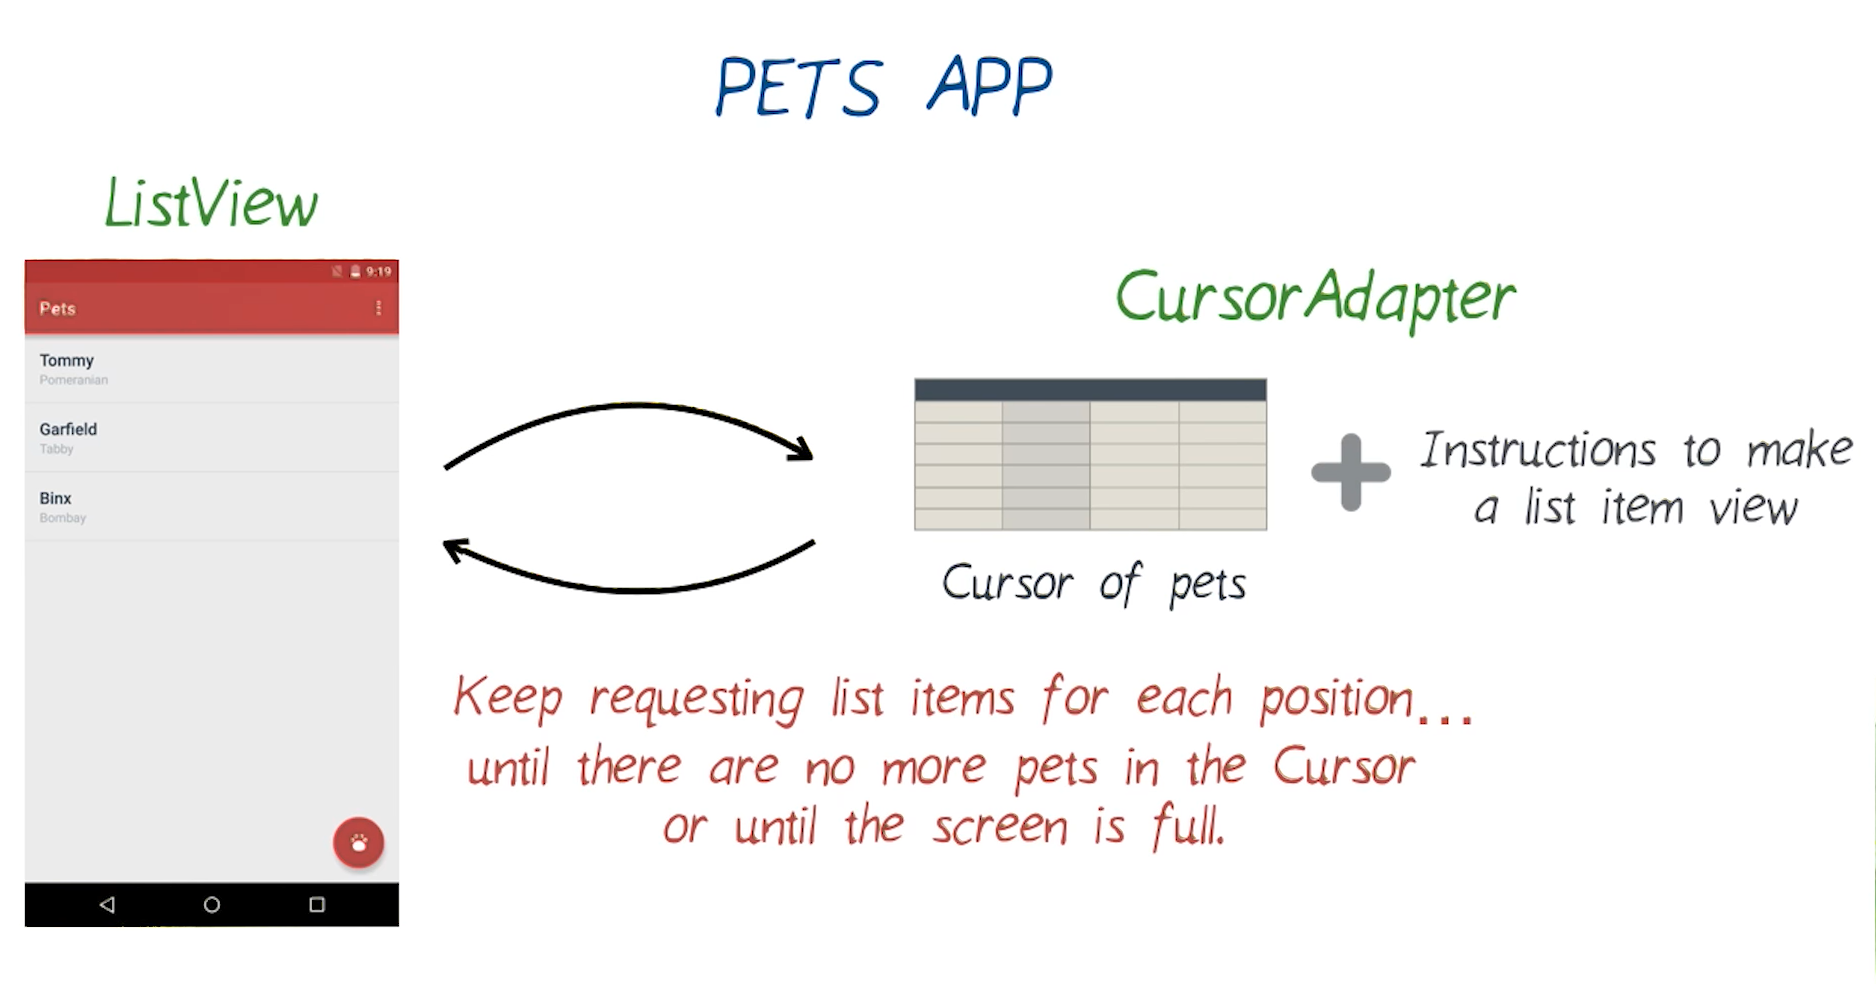 PETS APP
ListView
9:19
Pets
Tommy
Pomeranian
Garfield
Tabby
Binx
Bombay
CursorAdapter
Instructions to make
a list item view
Cursor of pets
Keep requesting list items for each position...
until there are no more pets in the Cursor
or until the screen is full.